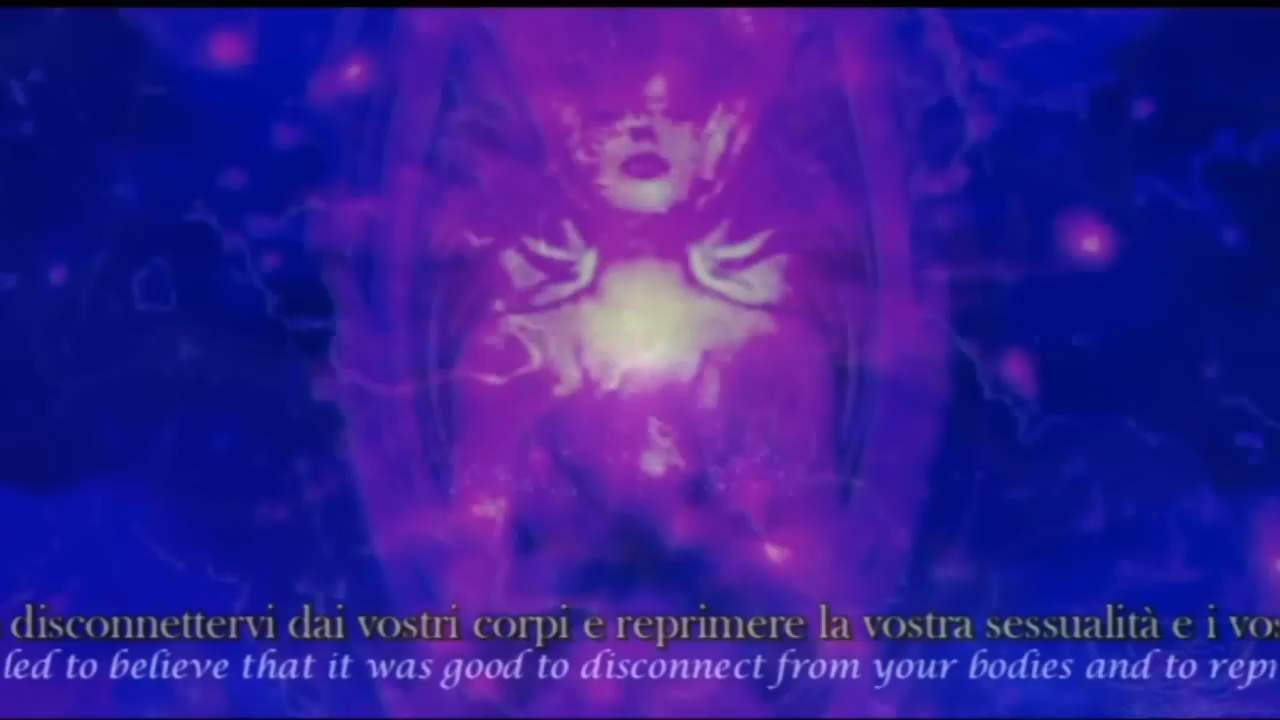 disconnettervi dai vostri corpi e reprimere la vostra sessualità e i
led to believe that it was good to disconnect from your bodies and to